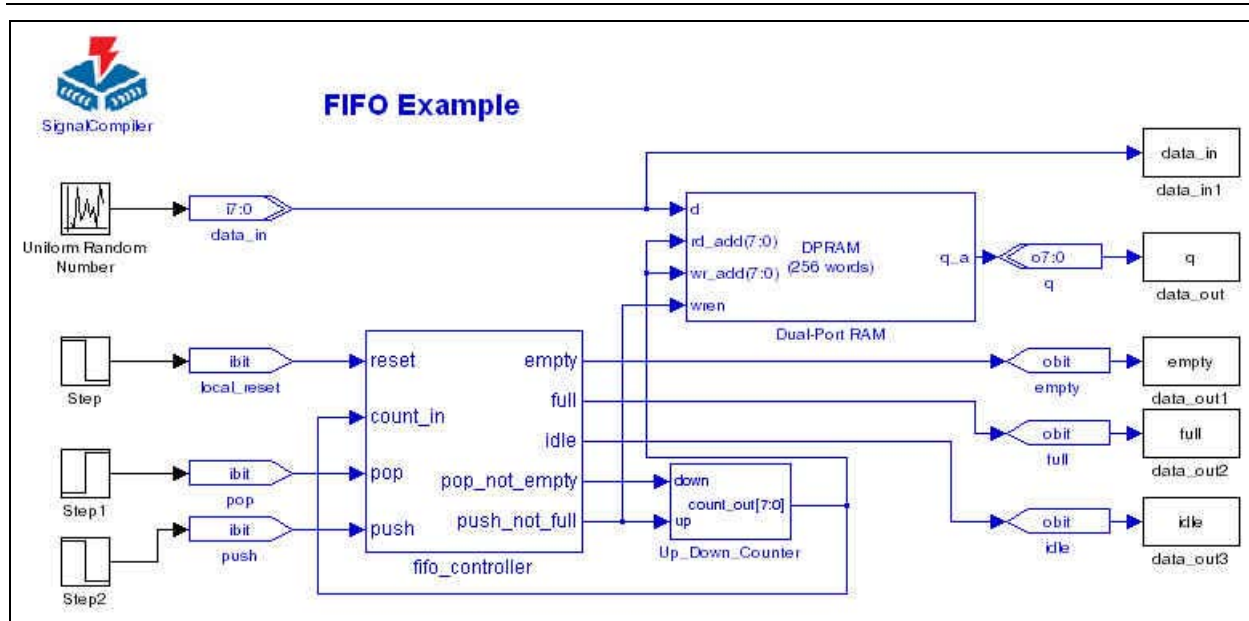 SignalCompiler
FIFO Example
data_in
data_in1
i7:0
data_in
Uniform Random
Number
d
rd_add(7:0)
wr_add(7:0)
wren
DPRAM
(256 words)
q_a
Dual-Port RAM
o7:0
q
q
data_out
Step
ibit
local_reset
reset
count_in
pop
push
empty
full
idle
pop_not_empty
push_not_full
fifo_controller
obit
empty
empty
data_out1
obit
full
full
data_out2
Step1
ibit
pop
down
up
count_out[7:0]
Up_Down_Counter
obit
idle
idle
data_out3
Step2
ibit
push